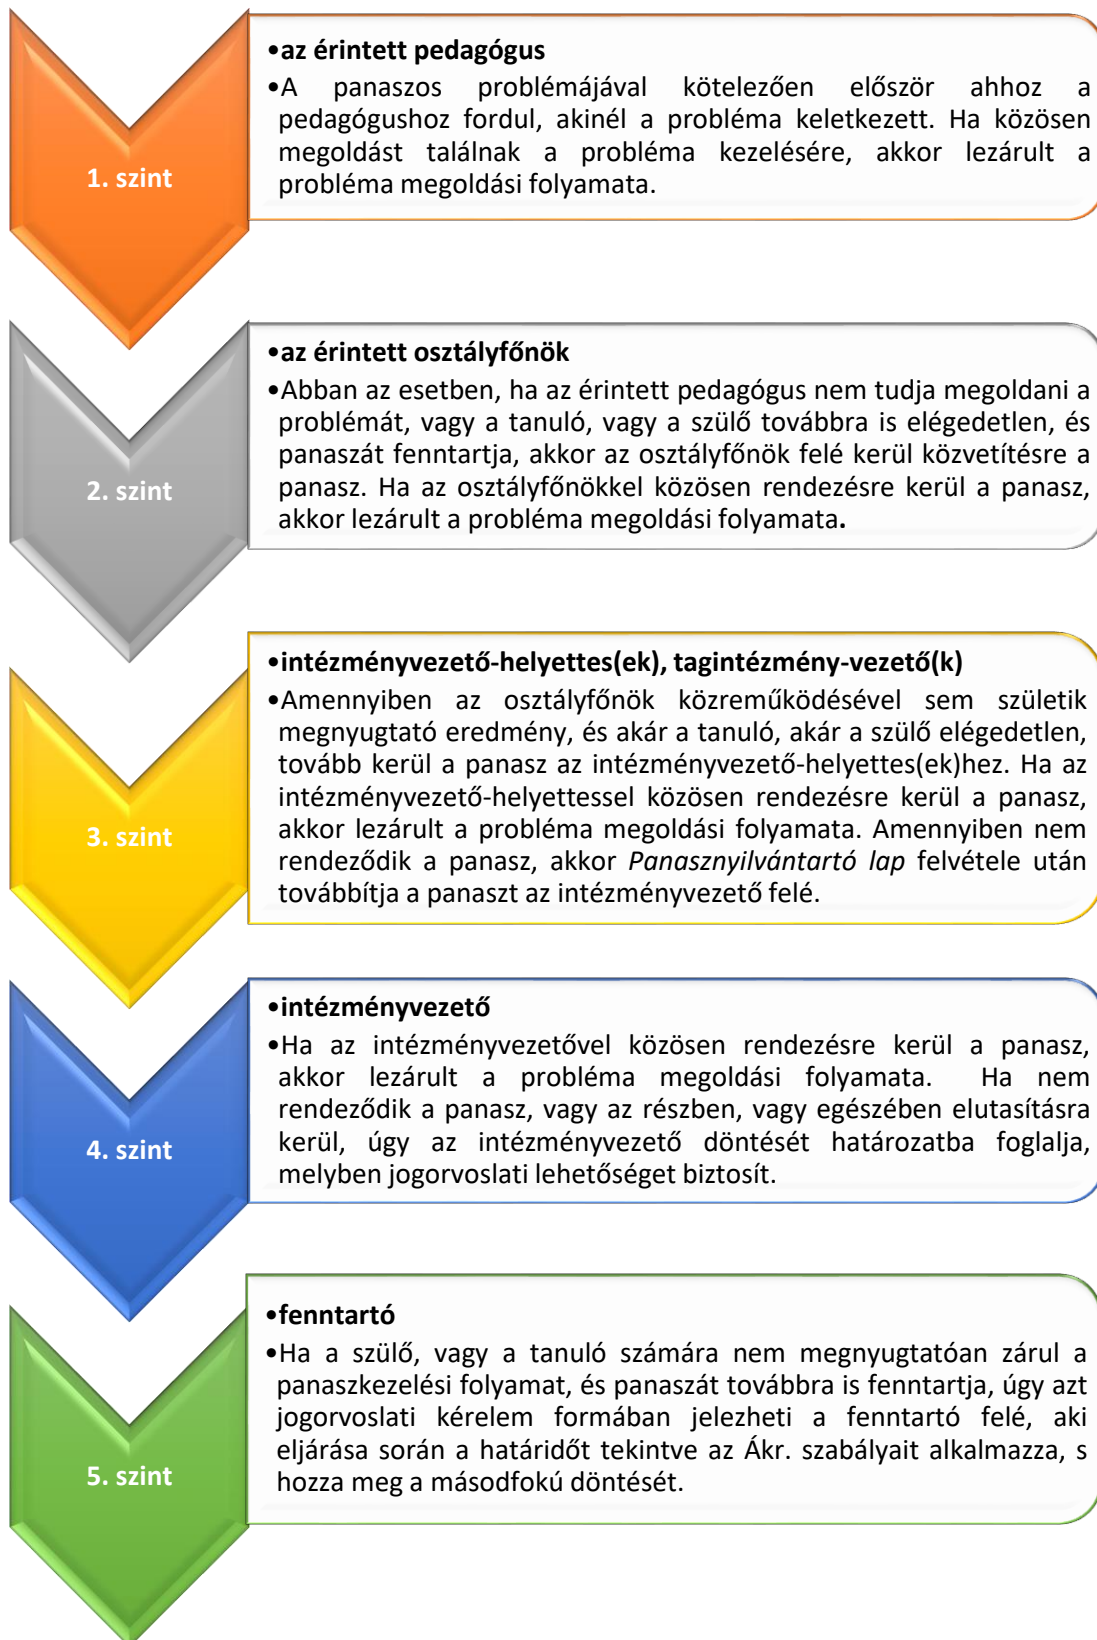 1. szint
•az érintett pedagógus
•A panaszos problémájával kötelezően először ahhoz a
pedagógushoz fordul, akinél a probléma keletkezett. Ha közösen
megoldást találnak a probléma kezelésére, akkor lezárult a
probléma megoldási folyamata.
2. szint
•az érintett osztályfőnök
•Abban az esetben, ha az érintett pedagógus nem tudja megoldani a
problémát, vagy a tanuló, vagy a szülő továbbra is elégedetlen, és
panaszát fenntartja, akkor az osztályfőnök felé kerül közvetítésre a
panasz. Ha az osztályfőnökkel közösen rendezésre kerül a panasz,
akkor lezárult a probléma megoldási folyamata.
3. szint
•intézményvezető-helyettes(ek), tagintézmény-vezető(k)
•Amennyiben az osztályfőnök közreműködésével sem születik
megnyugtató eredmény, és akár a tanuló, akár a szülő elégedetlen,
tovább kerül a panasz az intézményvezető-helyettes(ek)hez. Ha az
intézményvezető-helyettessel közösen rendezésre kerül a panasz,
akkor lezárult a probléma megoldási folyamata. Amennyiben nem
rendeződik a panasz, akkor Panasznyilvántartó lap felvétele után
továbbítja a panaszt az intézményvezető felé.
4. szint
•intézményvezető
•Ha az intézményvezetővel közösen rendezésre kerül a panasz,
akkor lezárult a probléma megoldási folyamata. Ha nem
rendeződik a panasz, vagy az részben, vagy egészében elutasításra
kerül, úgy az intézményvezető döntését határozatba foglalja,
melyben jogorvoslati lehetőséget biztosít.
5. szint
•fenntartó
•Ha a szülő, vagy a tanuló számára nem megnyugtatóan zárul a
panaszkezelési folyamat, és panaszát továbbra is fenntartja, úgy azt
jogorvoslati kérelem formában jelezheti a fenntartó felé, aki
eljárása során a határidőt tekintve az Ákr. szabályait alkalmazza, s
hozza meg a másodfokú döntését.